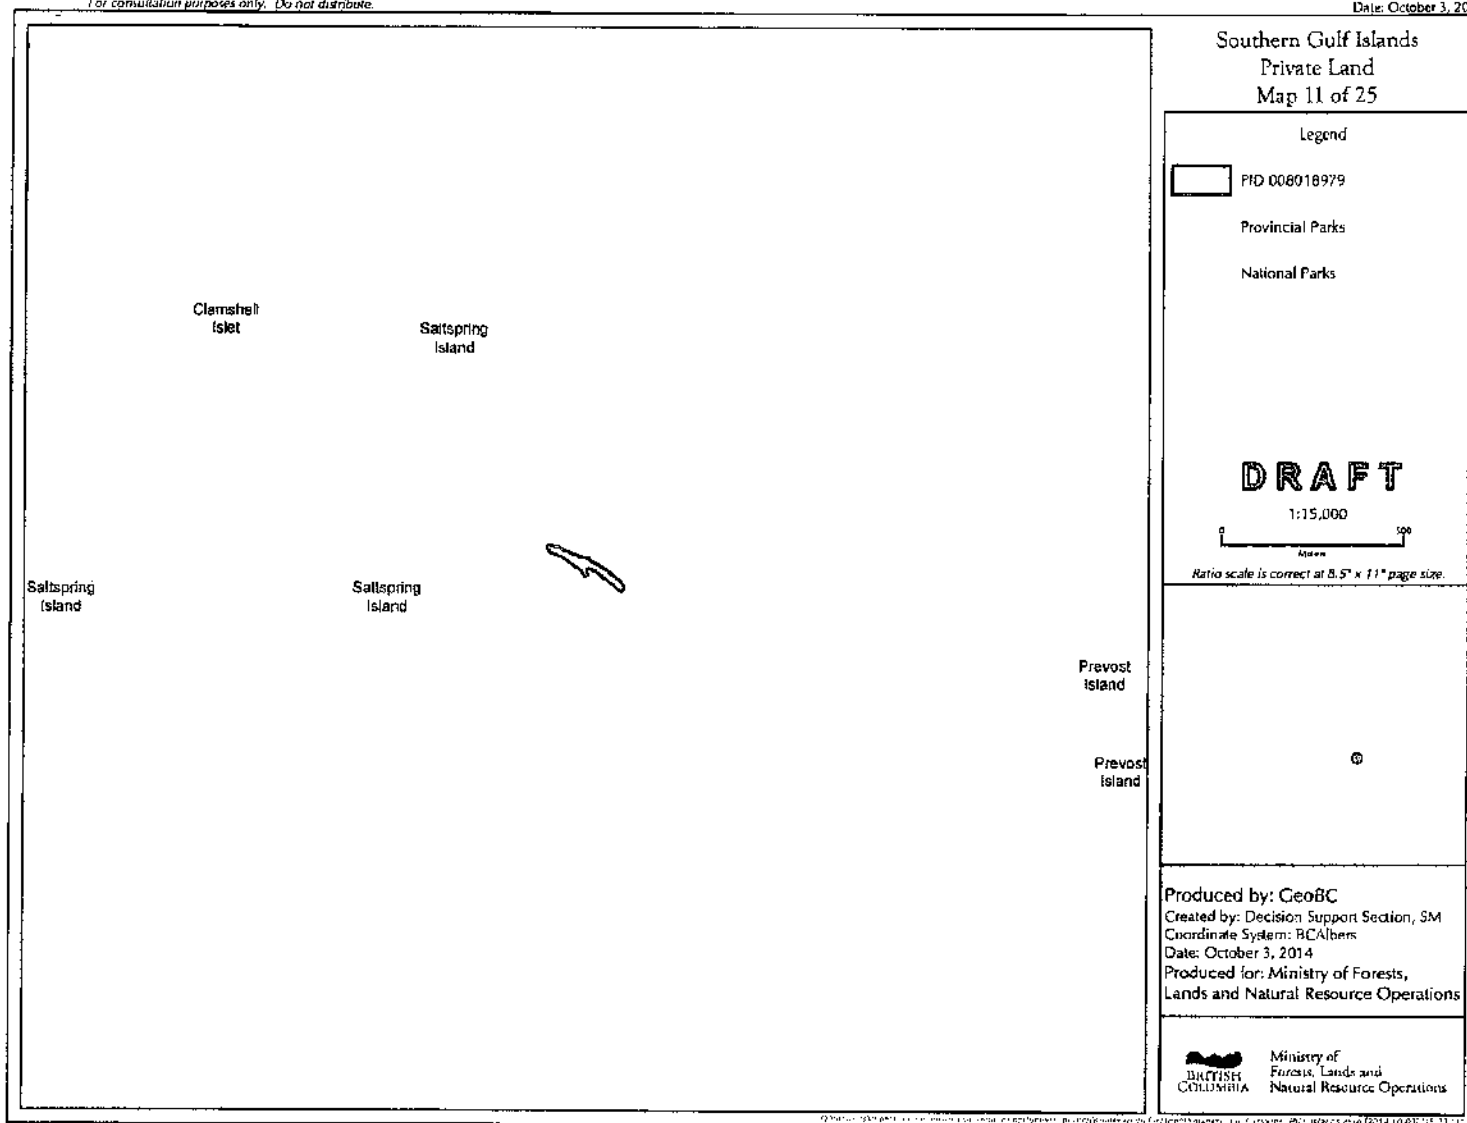 For consultation purposes only. Do not distribute.
Date: October 3, 20
Southern Gulf Islands
Private Land
Map 11 of 25
Legend
PID 008018979
Provincial Parks
National Parks
Clamshell
Islet
Saltspring
Island
DRAFT
1:15,000
0 500
Metres
Ratio scale is correct at 8.5" x 11" page size.
Saltspring
Island
Saltspring
Island
Prevost
Island
Prevost
Island
Produced by: GeoBC
Created by: Decision Support Section, SM
Coordinate System: BCAlbers
Date: October 3, 2014
Produced for: Ministry of Forests,
Lands and Natural Resource Operations
BRITISH
COLUMBIA
Ministry of
Forests, Lands and
Natural Resource Operations